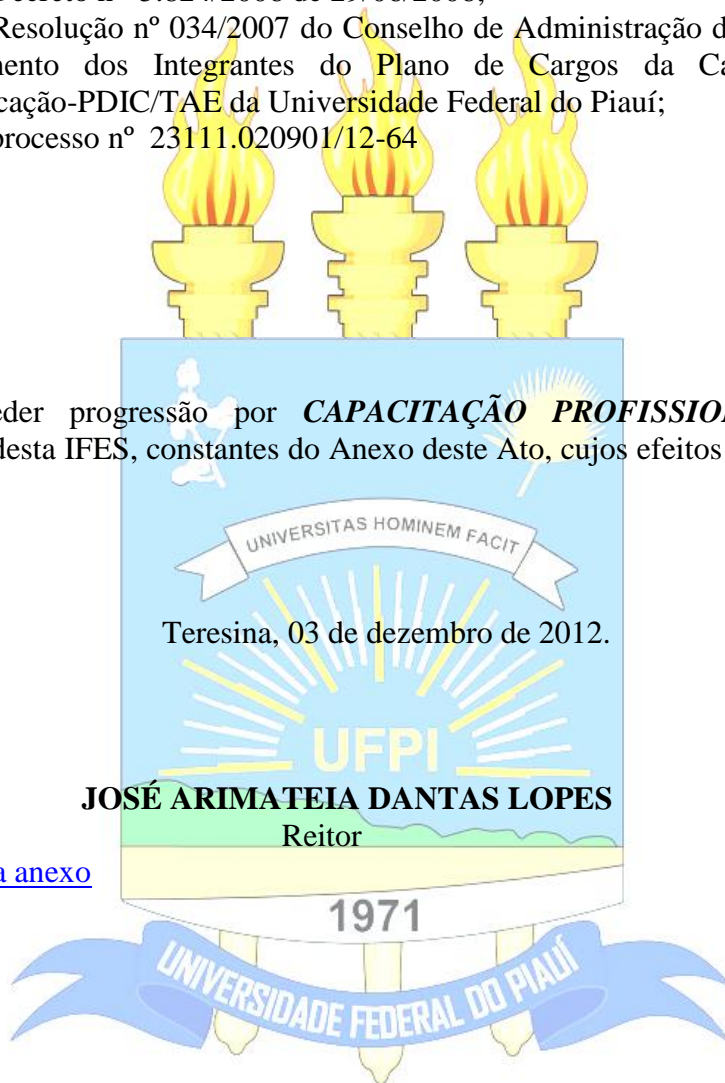 Resolução nº 034/2007 do Conselho de Administração d
mento dos Integrantes do Plano de Cargos da Ca
cação-PDIC/TAE da Universidade Federal do Piauí;
processo nº 23111.020901/12-64
eder progressão por CAPACITAÇÃO PROFISSION
desta IFES, constantes do Anexo deste Ato, cujos efeitos
UNIVERSITAS HOMINEM FACIT
Teresina, 03 de dezembro de 2012.
UFPI
JOSÉ ARIMATEIA DANTAS LOPES
Reitor
a anexo
1971
UNIVERSIDADE FEDERAL DO PIAUÍ